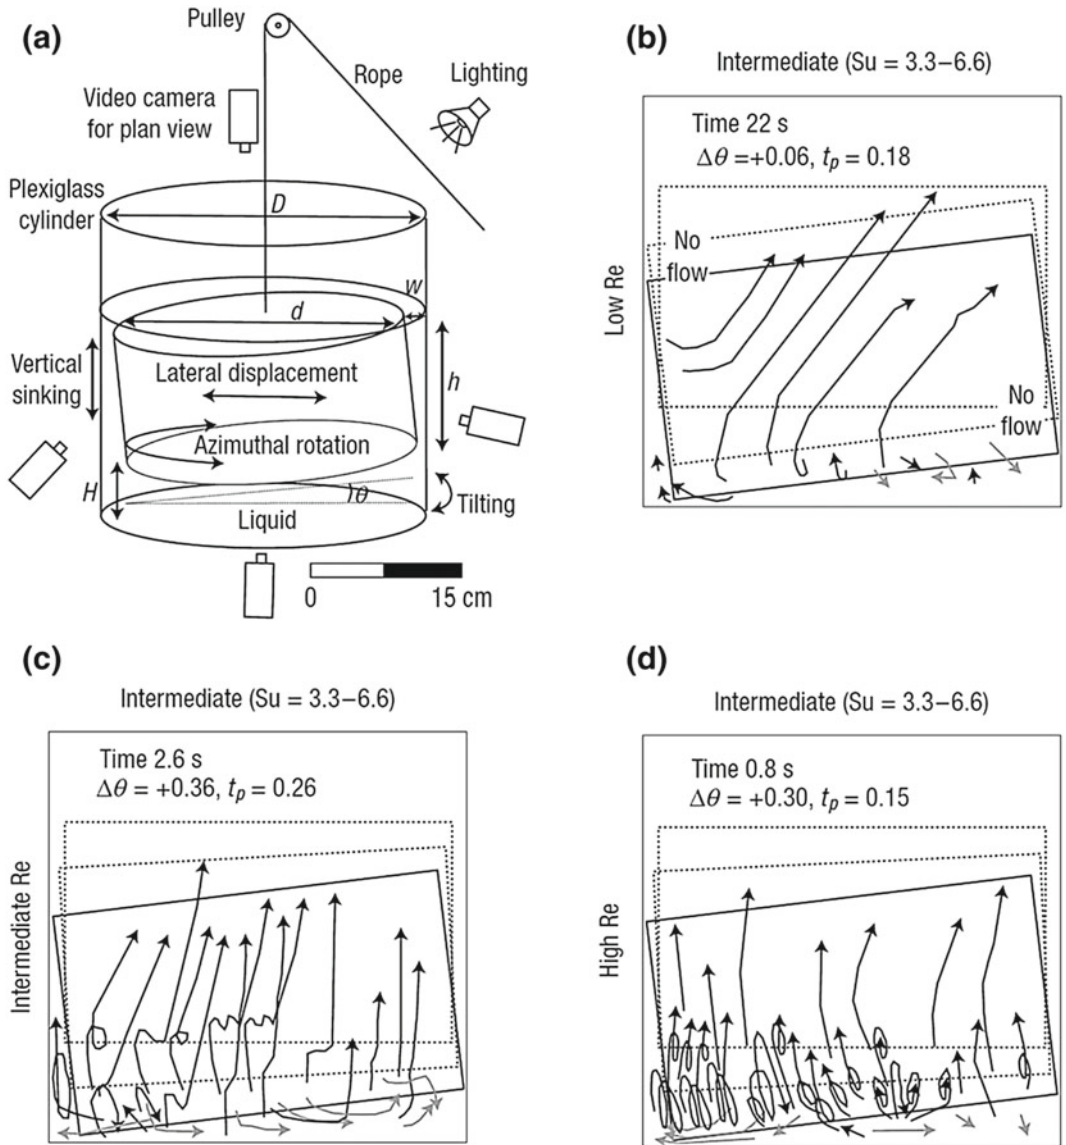 (a)
Pulley
Rope
Lighting
Video camera
for plan view
Plexiglass
cylinder
D
w
d
Vertical
sinking
Lateral displacement
h
Azimuthal rotation
H
θ
Tilting
Liquid
0 15 cm
(b)
Intermediate (Su = 3.3–6.6)
Time 22 s
Δθ =+0.06, tp = 0.18
Low Re
No
flow
No
flow
(c)
Intermediate (Su = 3.3–6.6)
Time 2.6 s
Δθ = +0.36, tp = 0.26
Intermediate Re
(d)
Intermediate (Su = 3.3–6.6)
Time 0.8 s
Δθ = +0.30, tp = 0.15
High Re